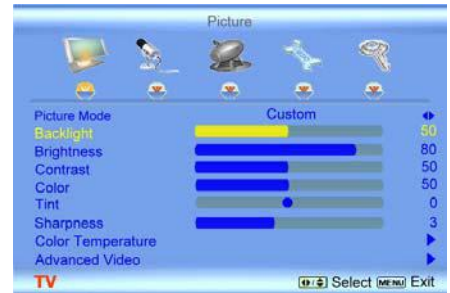 Picture
Picture Mode Custom
Backlight 50
Brightness 80
Contrast 50
Color 50
Tint 0
Sharpness 3
Color Temperature
Advanced Video
TV Select MENU Exit